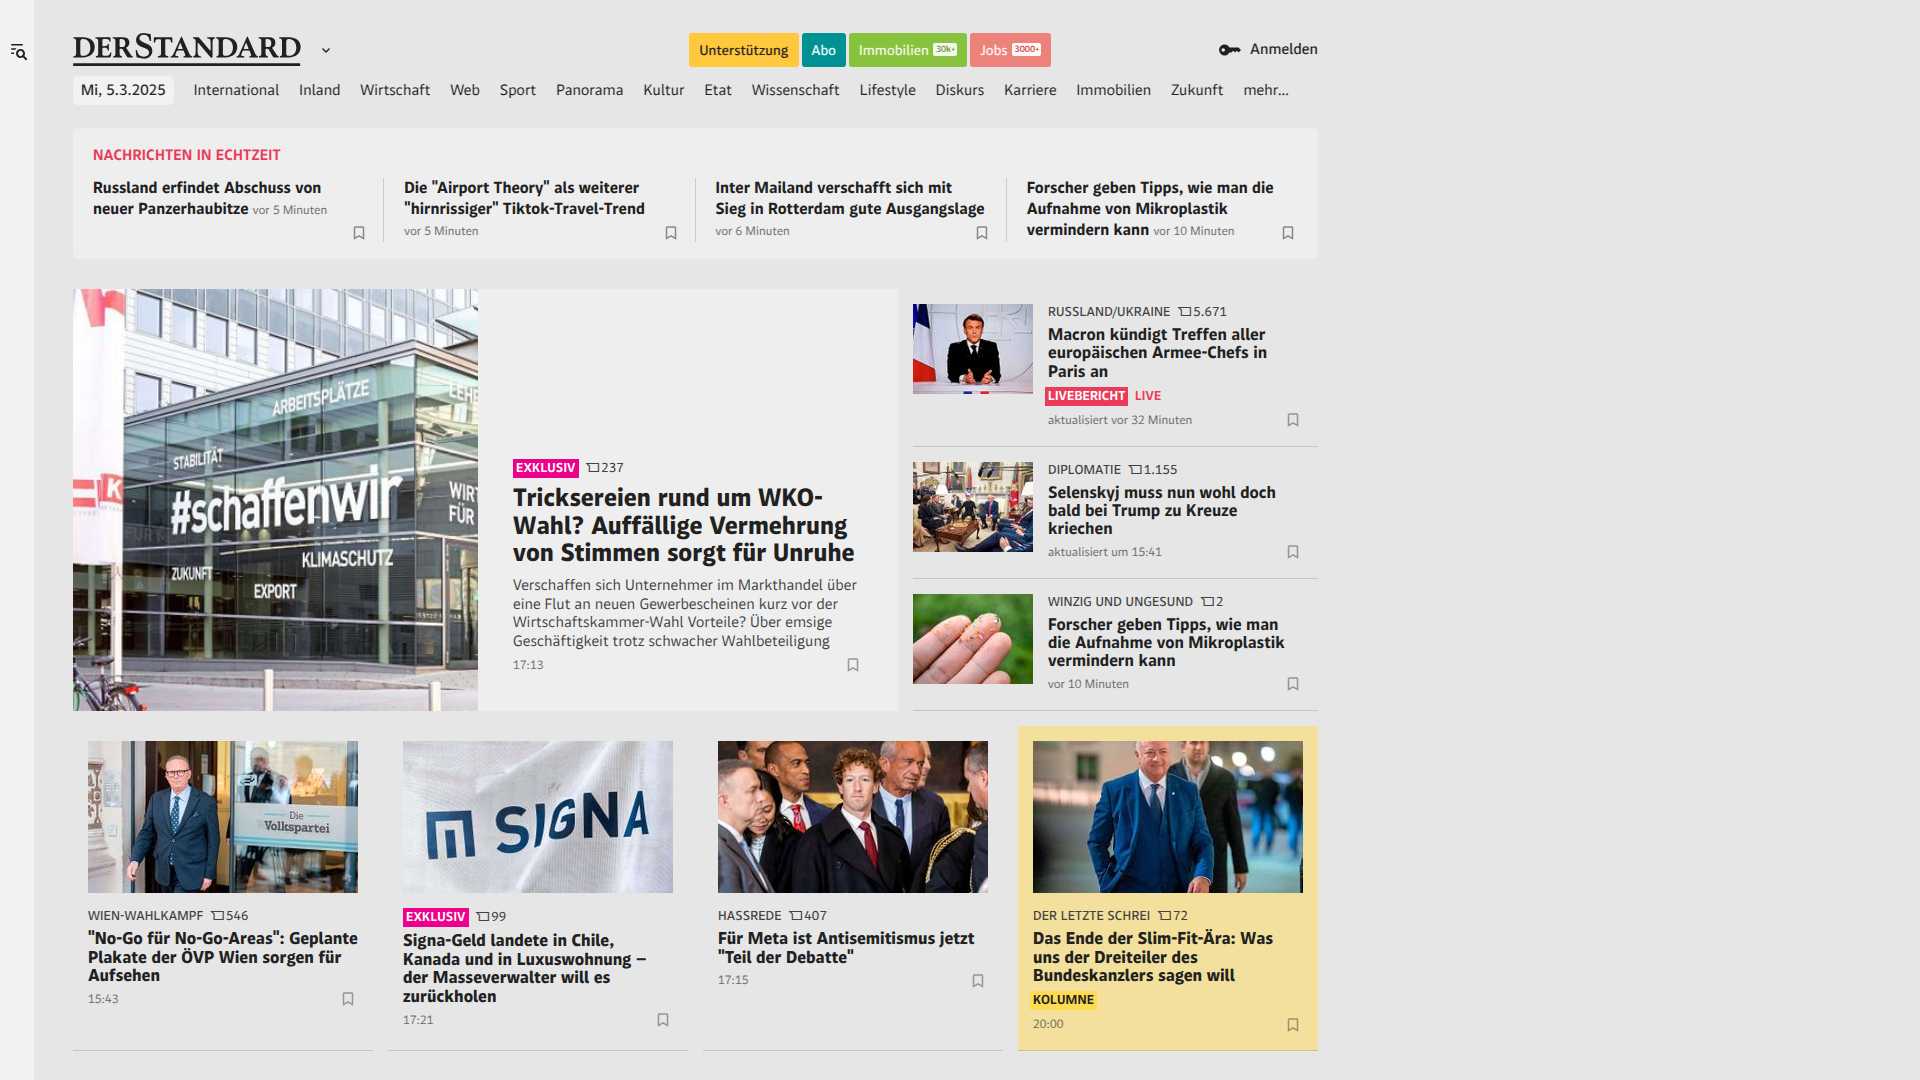 DERSTANDARD
Unterstützung
Abo
Immobilien 30k+
Jobs 3000+
Anmelden
Mi, 5.3.2025
International
Inland
Wirtschaft
Web
Sport
Panorama
Kultur
Etat
Wissenschaft
Lifestyle
Diskurs
Karriere
Immobilien
Zukunft
mehr...
NACHRICHTEN IN ECHTZEIT
Russland erfindet Abschuss von
neuer Panzerhaubitze vor 5 Minuten
Die "Airport Theory" als weiterer
"hirnrissiger" Tiktok-Travel-Trend
vor 5 Minuten
Inter Mailand verschafft sich mit
Sieg in Rotterdam gute Ausgangslage
vor 6 Minuten
Forscher geben Tipps, wie man die
Aufnahme von Mikroplastik
vermindern kann vor 10 Minuten
ARBEITSPLÄTZE
STABILITÄT
#schaffenwir
KLIMASCHUTZ
ZUKUNFT
EXPORT
EXKLUSIV 237
Tricksereien rund um WKO-
Wahl? Auffällige Vermehrung
von Stimmen sorgt für Unruhe
Verschaffen sich Unternehmer im Markthandel über
eine Flut an neuen Gewerbescheinen kurz vor der
Wirtschaftskammer-Wahl Vorteile? Über emsige
Geschäftigkeit trotz schwacher Wahlbeteiligung
17:13
RUSSLAND/UKRAINE 5.671
Macron kündigt Treffen aller
europäischen Armee-Chefs in
Paris an
LIVEBERICHT LIVE
aktualisiert vor 32 Minuten
DIPLOMATIE 1.155
Selenskyj muss nun wohl doch
bald bei Trump zu Kreuze
kriechen
aktualisiert um 15:41
WINZIG UND UNGESUND 2
Forscher geben Tipps, wie man
die Aufnahme von Mikroplastik
vermindern kann
vor 10 Minuten
Die
Volkspartei
WIEN-WAHLKAMPF 546
"No-Go für No-Go-Areas": Geplante
Plakate der ÖVP Wien sorgen für
Aufsehen
15:43
SIGNA
EXKLUSIV 99
Signa-Geld landete in Chile,
Kanada und in Luxuswohnung –
der Masseverwalter will es
zurückholen
17:21
HASSREDE 407
Für Meta ist Antisemitismus jetzt
"Teil der Debatte"
17:15
DER LETZTE SCHREI 72
Das Ende der Slim-Fit-Ära: Was
uns der Dreiteiler des
Bundeskanzlers sagen will
KOLUMNE
20:00